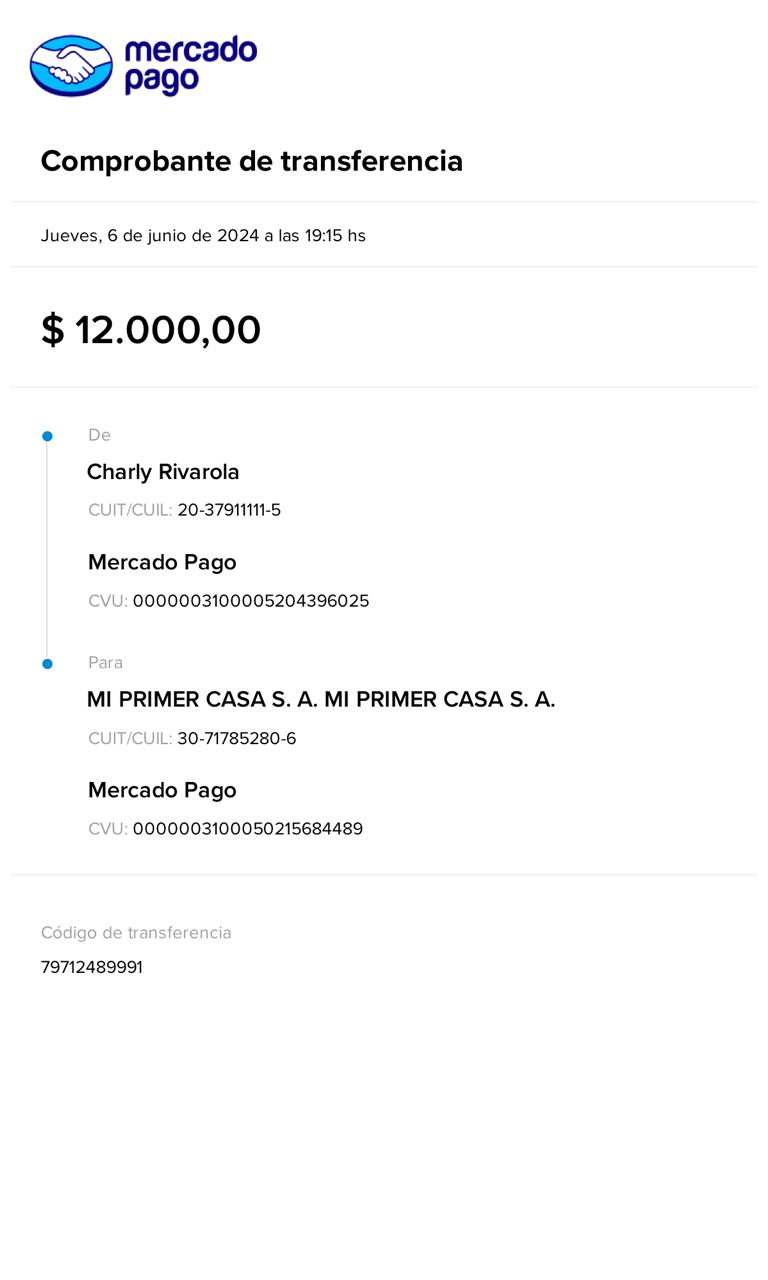 mercado
pago
Comprobante de transferencia
Jueves, 6 de junio de 2024 a las 19:15 hs
$ 12.000,00
De
Charly Rivarola
CUIT/CUIL: 20-37911111-5
Mercado Pago
CVU: 0000003100005204396025
Para
MI PRIMER CASA S. A. MI PRIMER CASA S. A.
CUIT/CUIL: 30-71785280-6
Mercado Pago
CVU: 0000003100050215684489
Código de transferencia
79712489991